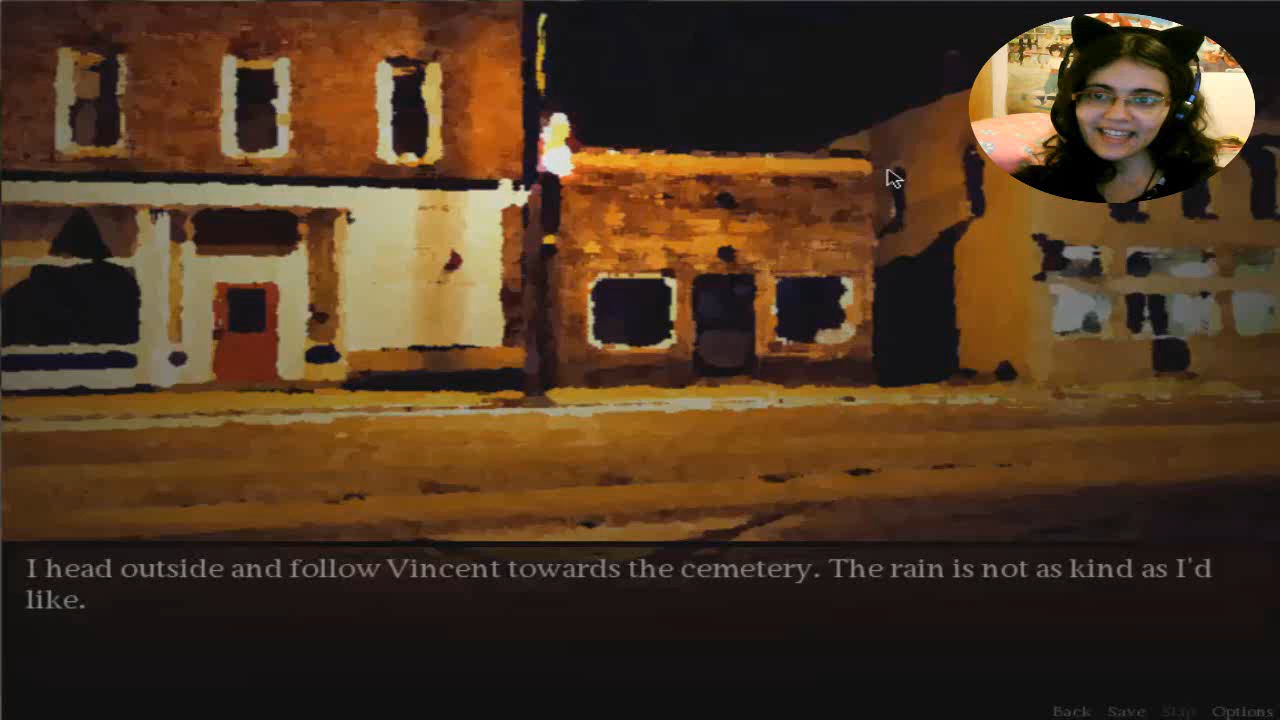 I head outside and follow Vincent towards the cemetery. The rain is not as kind as I'd
like.
Back Save Skip Options